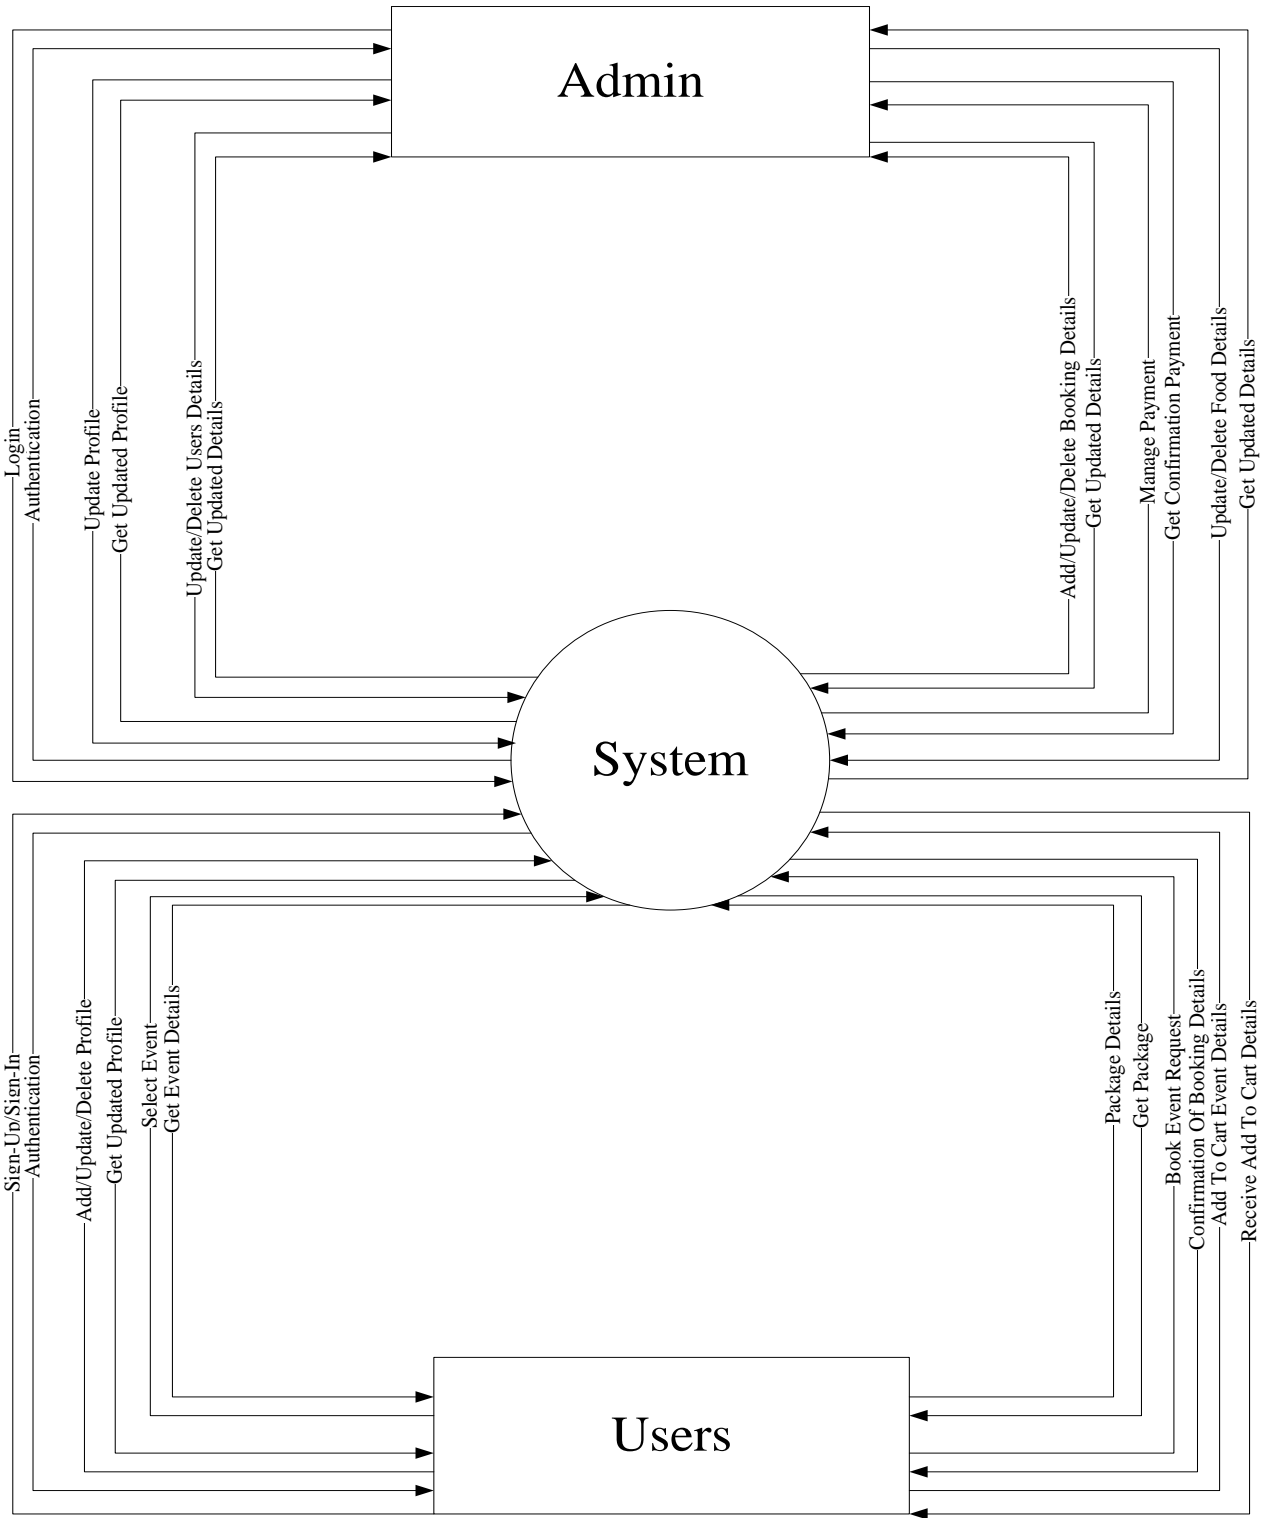 Admin
Login
Authentication
Update Profile
Get Updated Profile
Update/Delete Users Details
Get Updated Details
Add/Update/Delete Booking Details
Get Updated Details
Manage Payment
Get Confirmation Payment
Update/Delete Food Details
Get Updated Details
System
Sign-Up/Sign-In
Authentication
Add/Update/Delete Profile
Get Updated Profile
Select Event
Get Event Details
Package Details
Get Package
Book Event Request
Confirmation Of Booking Details
Add To Cart Event Details
Receive Add To Cart Details
Users